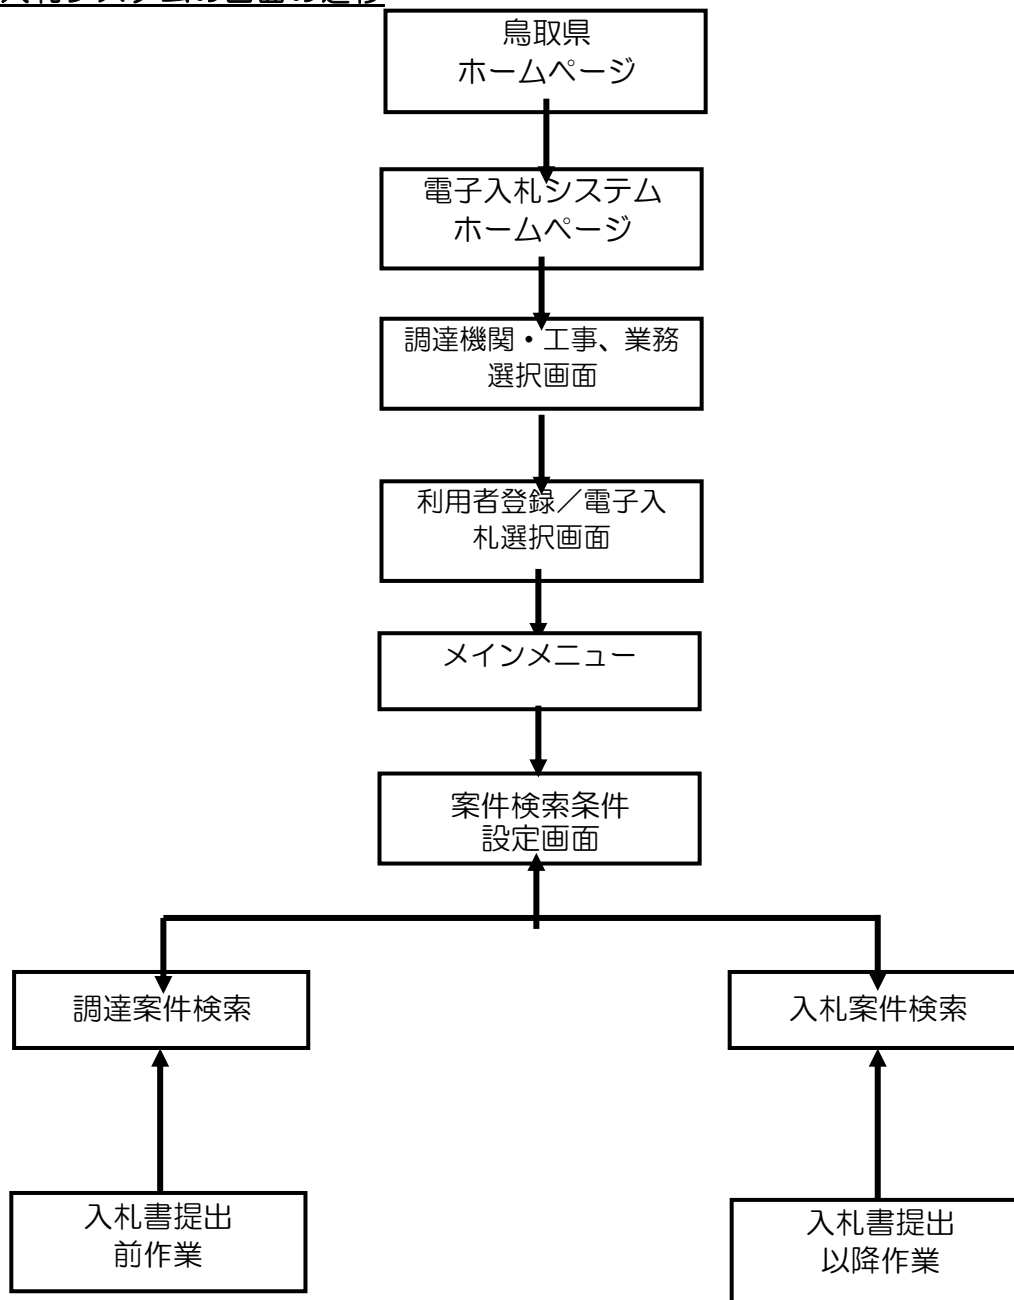 鳥取県
ホームページ
電子入札システム
ホームページ
調達機関・工事、業務
選択画面
利用者登録／電子入
札選択画面
メインメニュー
案件検索条件
設定画面
調達案件検索
入札案件検索
入札書提出
前作業
入札書提出
以降作業